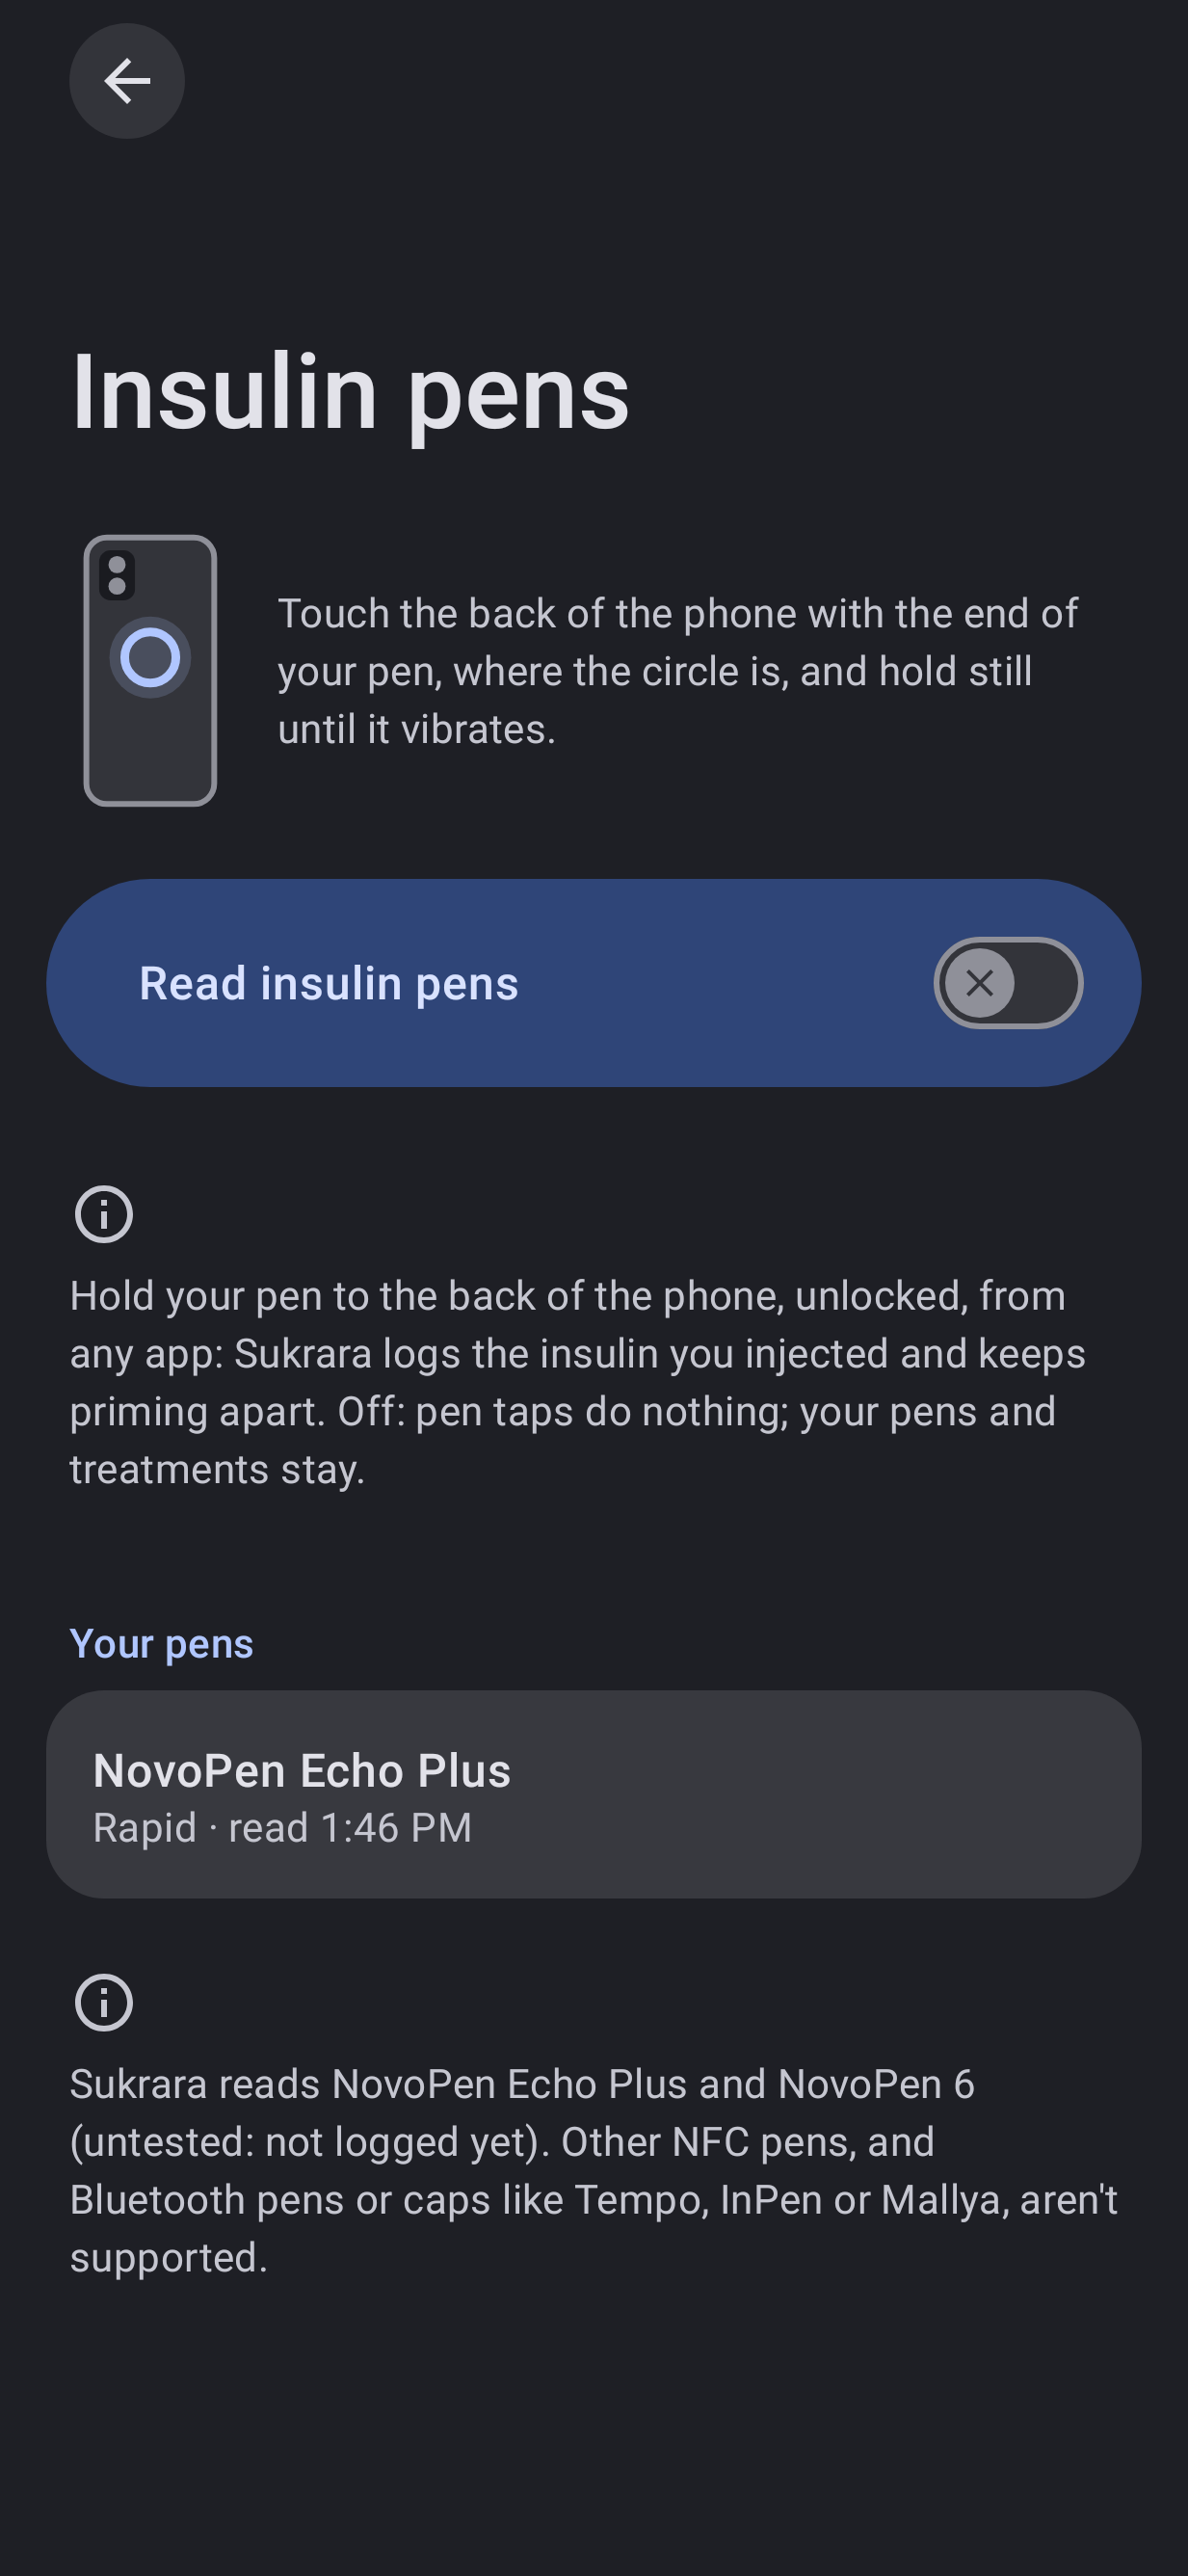 Insulin pens
Touch the back of the phone with the end of
your pen, where the circle is, and hold still
until it vibrates.
Read insulin pens
Hold your pen to the back of the phone, unlocked, from
any app: Sukrara logs the insulin you injected and keeps
priming apart. Off: pen taps do nothing; your pens and
treatments stay.
Your pens
NovoPen Echo Plus
Rapid · read 1:46 PM
Sukrara reads NovoPen Echo Plus and NovoPen 6
(untested: not logged yet). Other NFC pens, and
Bluetooth pens or caps like Tempo, InPen or Mallya, aren't
supported.